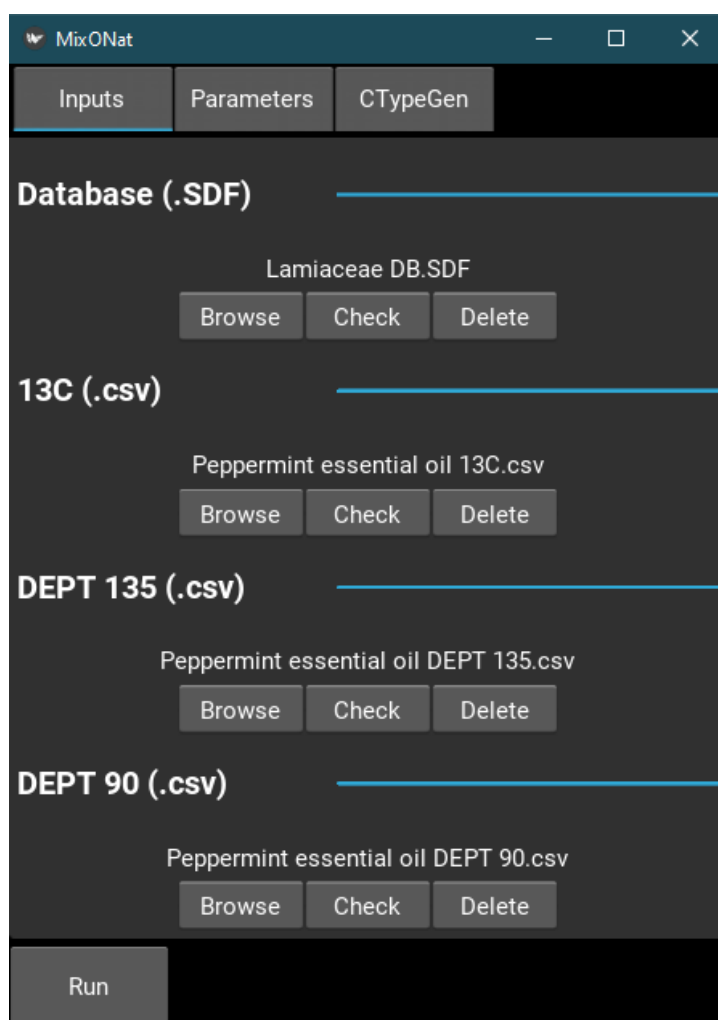 MixONat
Inputs Parameters CTypeGen
Database (.SDF)
Lamiaceae DB.SDF
Browse Check Delete
13C (.csv)
Peppermint essential oil 13C.csv
Browse Check Delete
DEPT 135 (.csv)
Peppermint essential oil DEPT 135.csv
Browse Check Delete
DEPT 90 (.csv)
Peppermint essential oil DEPT 90.csv
Browse Check Delete
Run